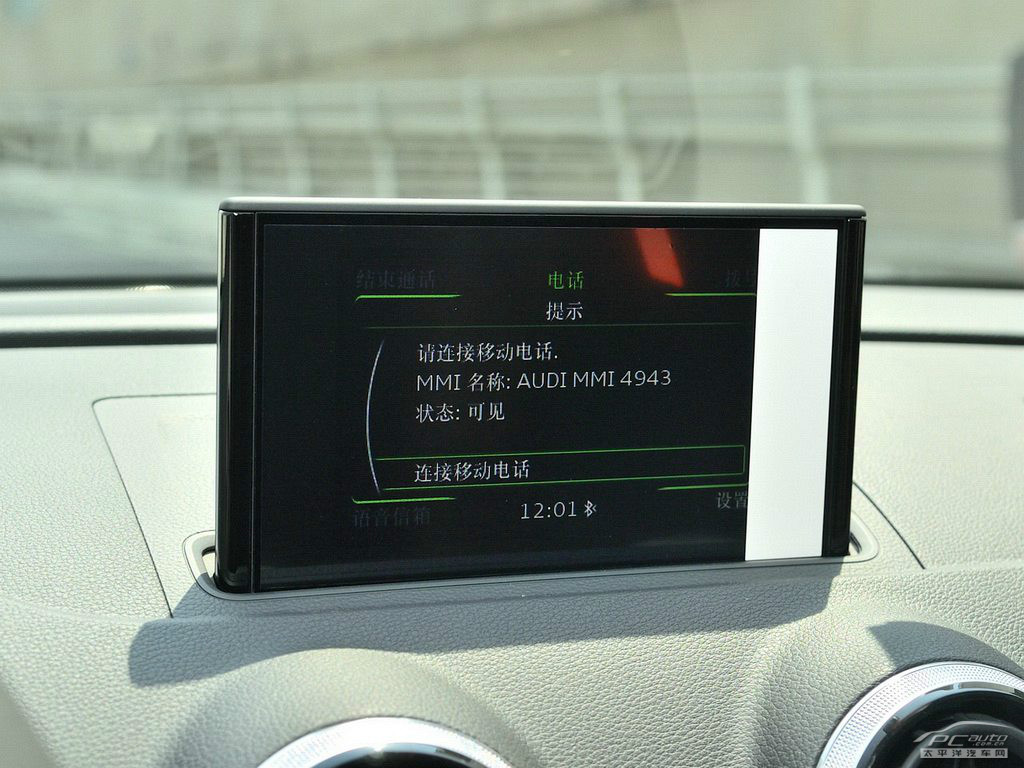 结束通话
电话
提示
请连接移动电话.
MMI 名称: AUDI MMI 4943
状态: 可见
连接移动电话
设置
12:01
语音信箱
PCauto
.com.cn
太平洋汽车网